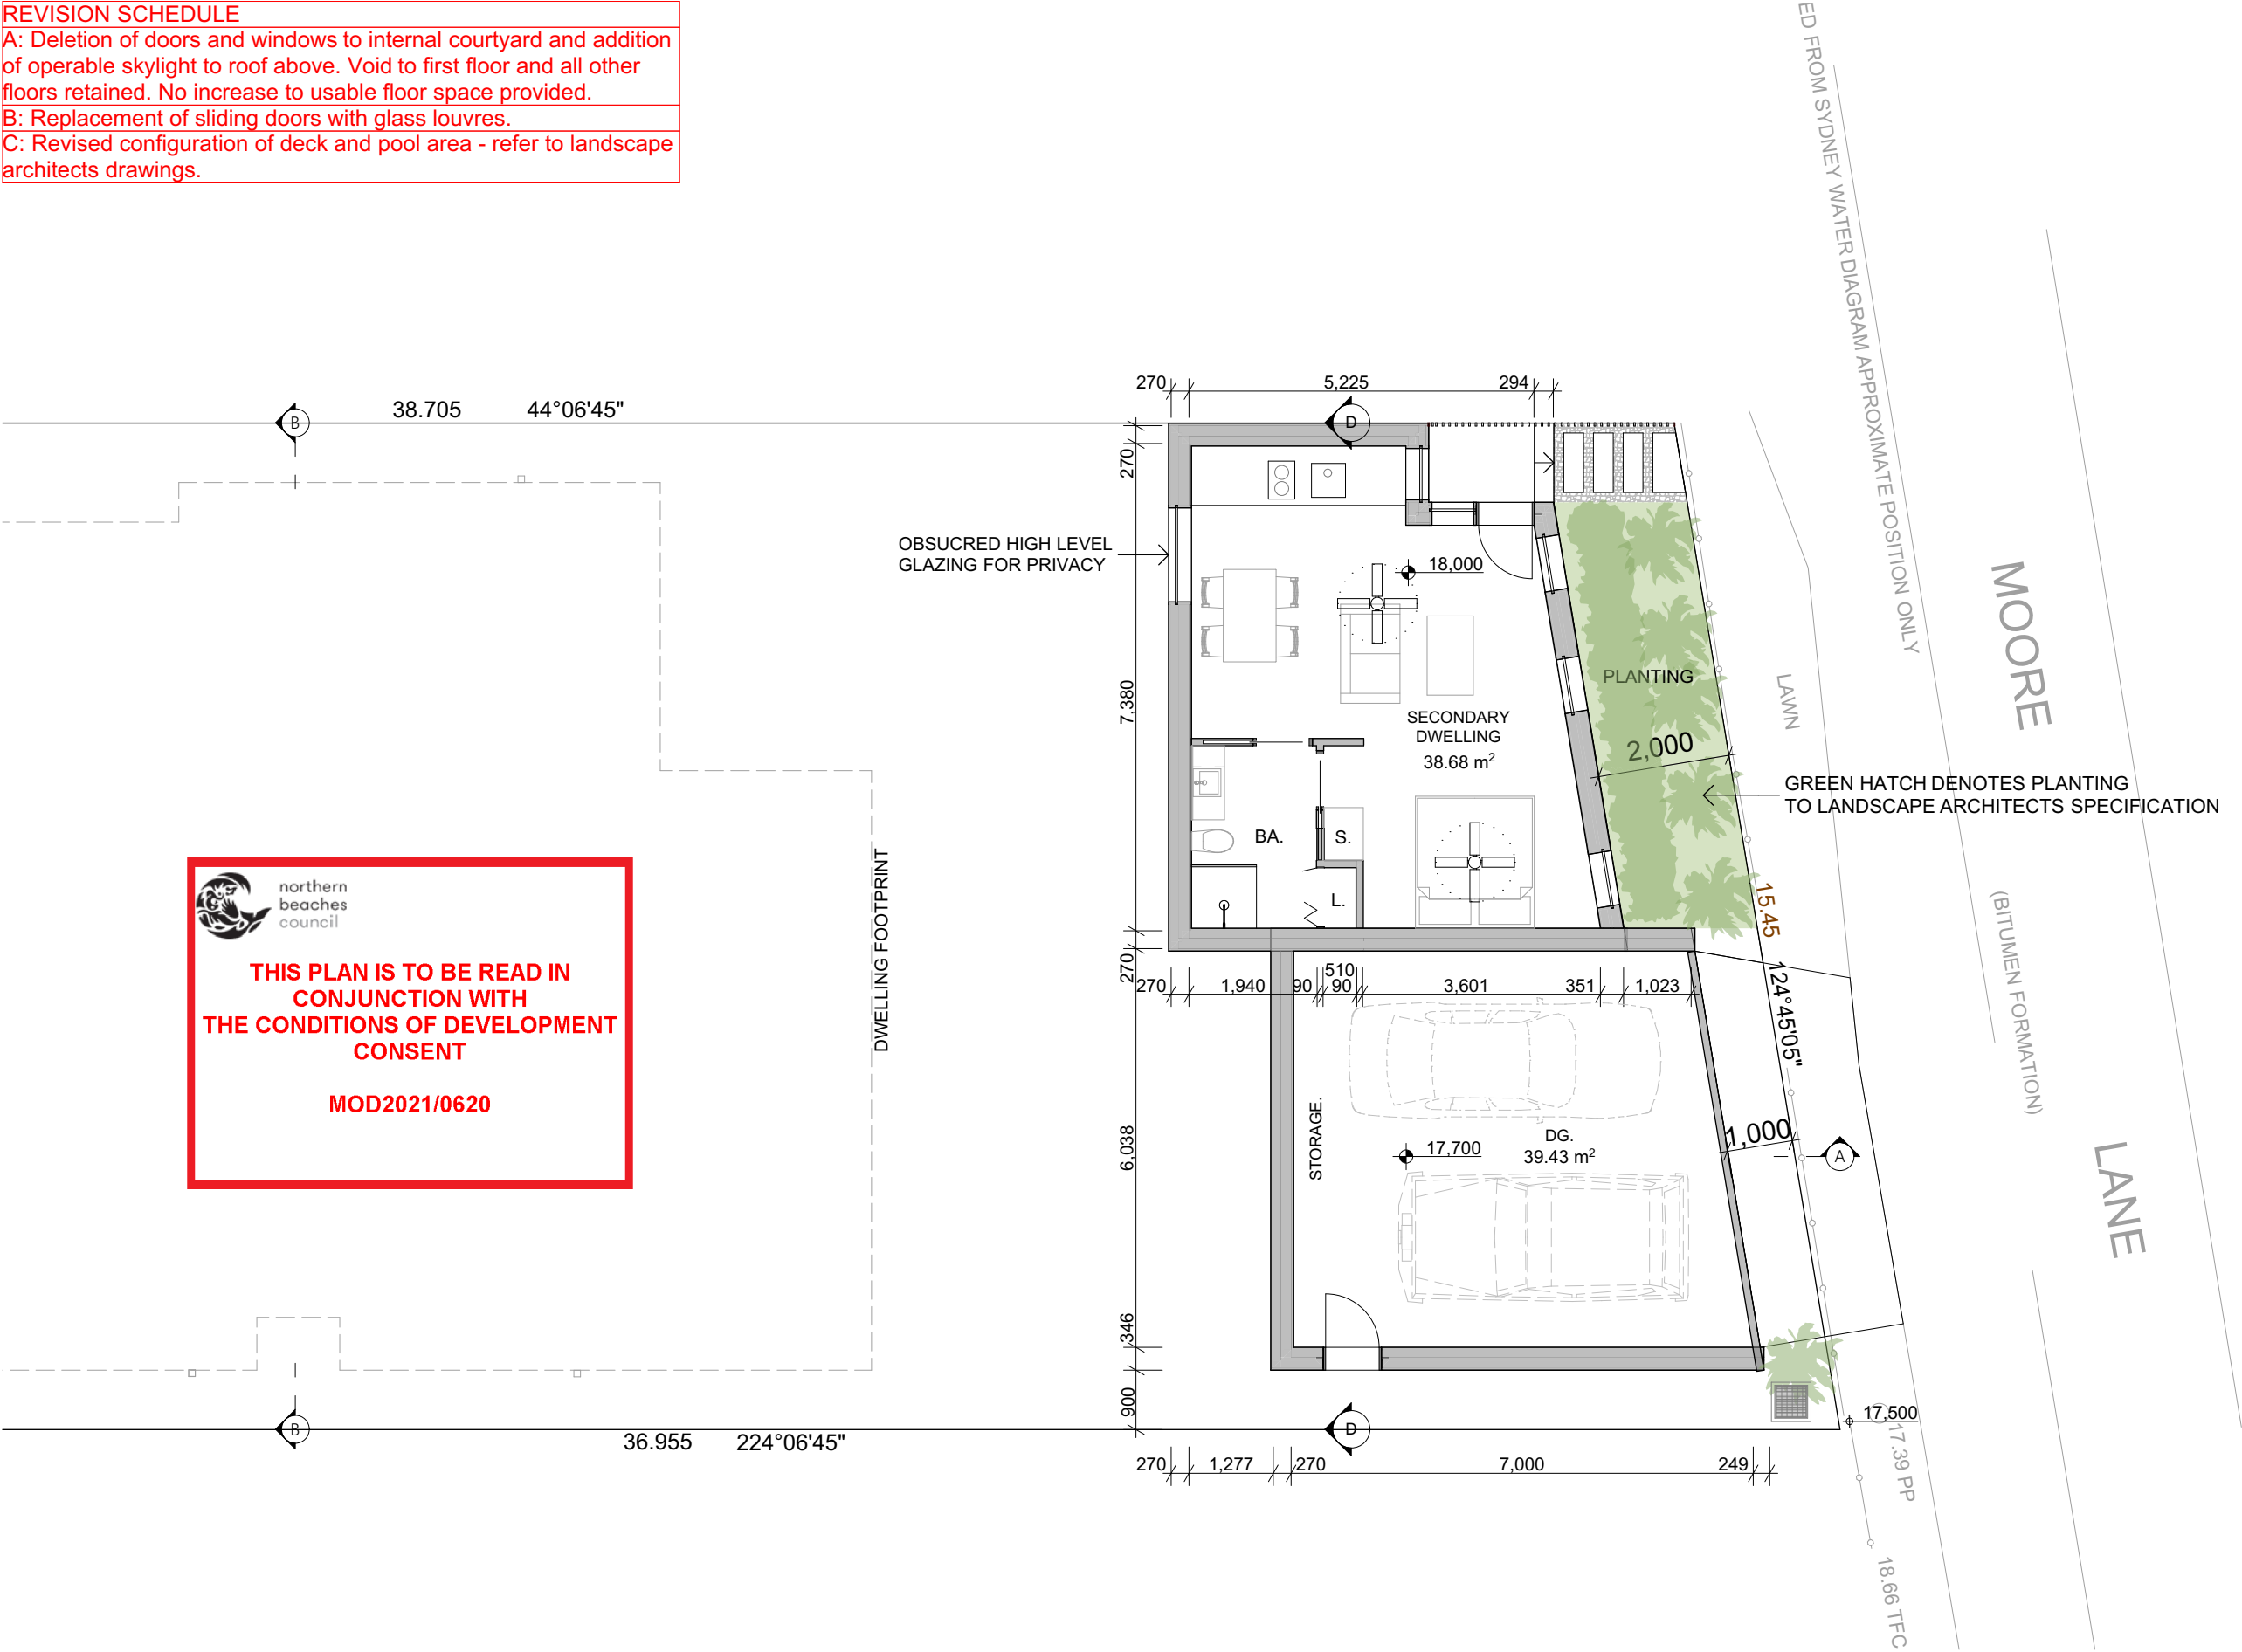 REVISION SCHEDULE
A: Deletion of doors and windows to internal courtyard and addition
of operable skylight to roof above. Void to first floor and all other
floors retained. No increase to usable floor space provided.
B: Replacement of sliding doors with glass louvres.
C: Revised configuration of deck and pool area - refer to landscape
architects drawings.
ED FROM SYDNEY WATER DIAGRAM APPROXIMATE POSITION ONLY
270
5,225
294
B
38.705
44°06'45"
D
270
OBSUCRED HIGH LEVEL
GLAZING FOR PRIVACY
18,000
MOORE
PLANTING
LAWN
7,380
SECONDARY
DWELLING
38.68 m²
2,000
GREEN HATCH DENOTES PLANTING
TO LANDSCAPE ARCHITECTS SPECIFICATION
BA.
S.
L.
15.45
(BITUMEN FORMATION)
northern
beaches
council
THIS PLAN IS TO BE READ IN
CONJUNCTION WITH
THE CONDITIONS OF DEVELOPMENT
CONSENT
MOD2021/0620
DWELLING FOOTPRINT
270
270
1,940
90
510
90
3,601
351
1,023
124°45'05"
STORAGE.
6,038
17,700
DG.
39.43 m²
1,000
A
LANE
346
900
B
36.955
224°06'45"
D
17,500
17.39 PP
270
1,277
270
7,000
249
18.66 TFC